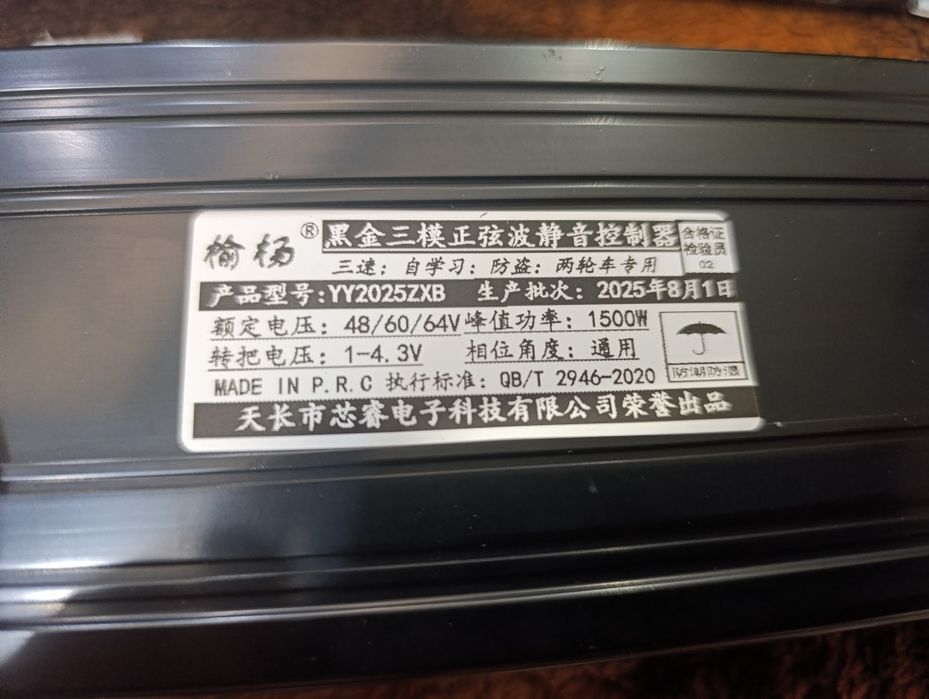 榆杨® 黑金三模正弦波静音控制器
合格证
检验员
02
三速：自学习：防盗：两轮车专用
产品型号:YY2025ZXB 生产批次：2025年8月1日
额定电压：48/60/64V 峰值功率：1500W
转把电压：1-4.3V 相位角度：通用
防潮防湿
MADE IN P.R.C 执行标准：QB/T 2946-2020
天长市芯睿电子科技有限公司荣誉出品